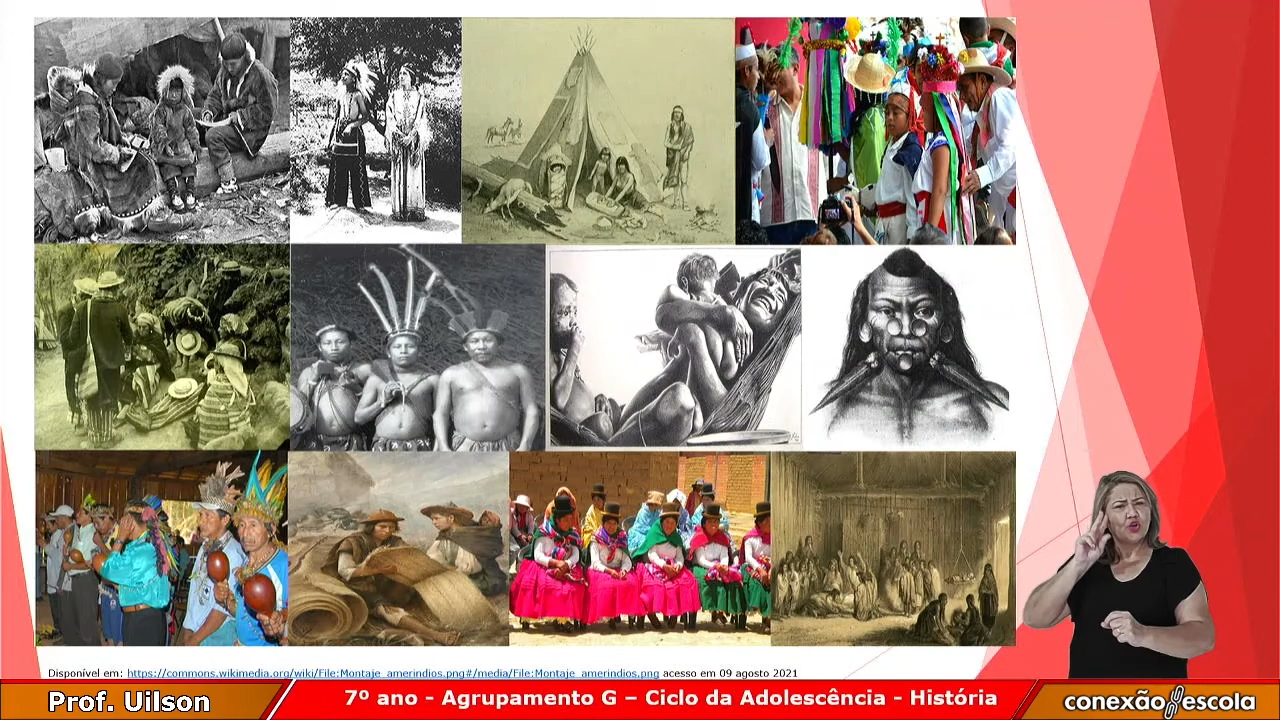 Disponível em: https://commons.wikimedia.org/wiki/File:Montaje_amerindios.png#/media/File:Montaje_amerindios.png acesso em 09 agosto 2021
Prof. Uilson
7º ano - Agrupamento G – Ciclo da Adolescência - História
conexão escola